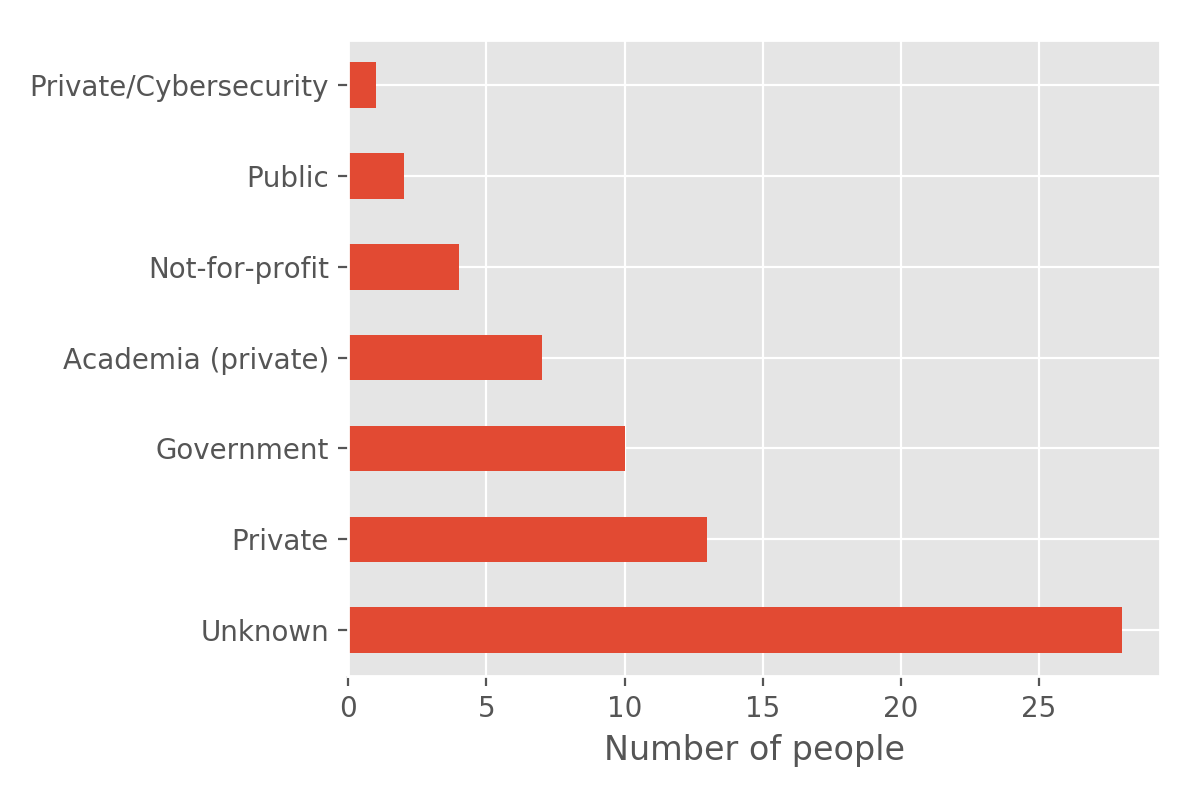 Private/Cybersecurity
Public
Not-for-profit
Academia (private)
Government
Private
Unknown
0 5 10 15 20 25
Number of people